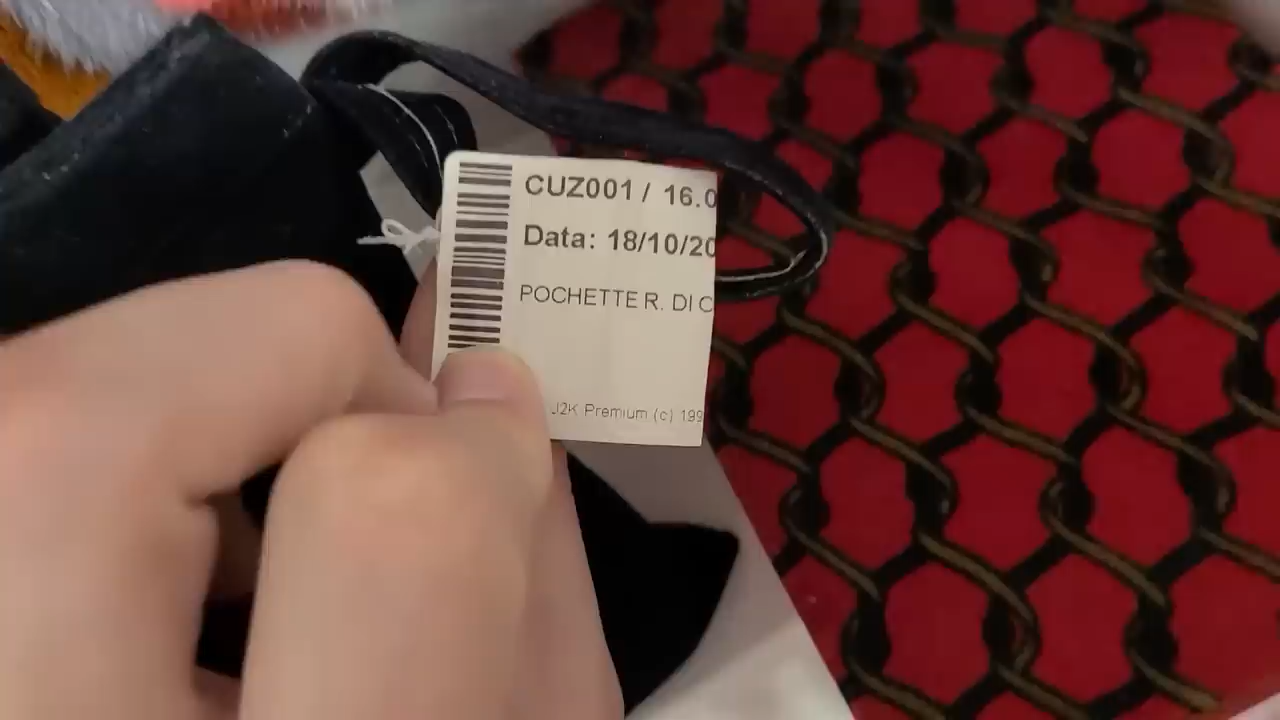 CUZ001 / 16.0
Data: 18/10/20
POCHETTE R. DI C
J2K Premium (c) 199